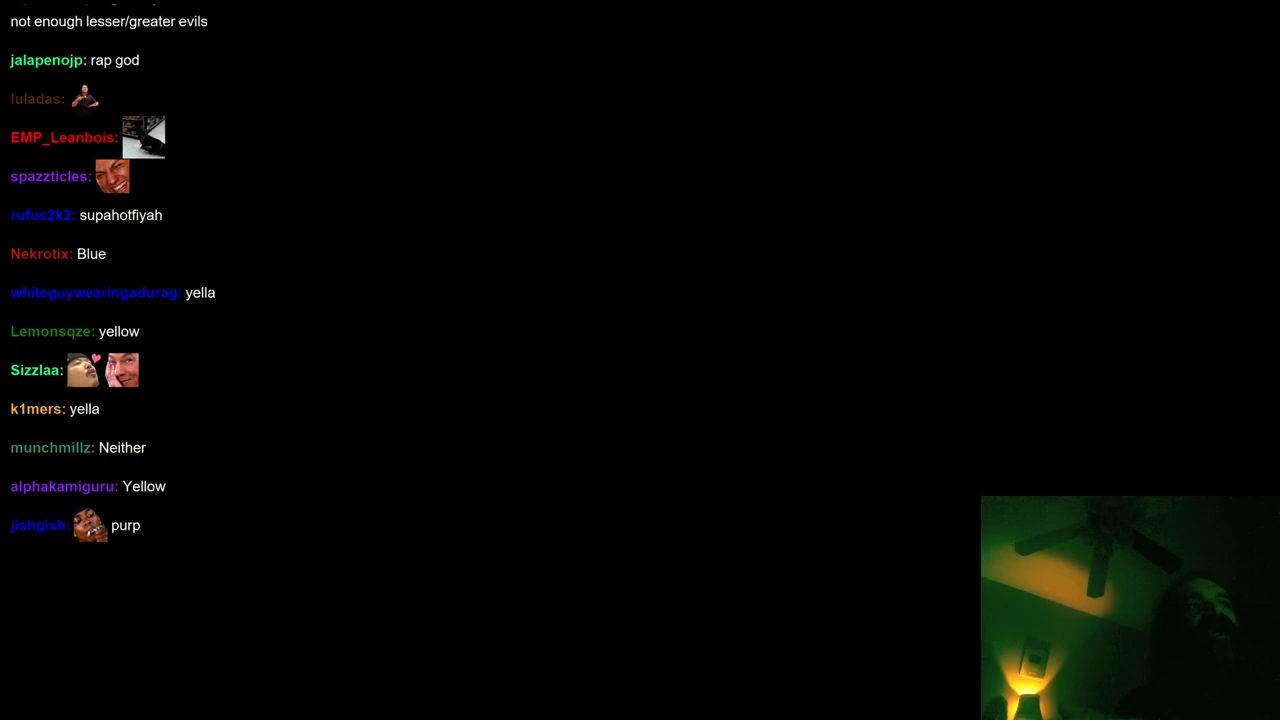 not enough lesser/greater evils
jalapenojp: rap god
luladas:
EMP_Leanbois:
spazzticles:
rufus2k2: supahotfiyah
Nekrotix: Blue
whiteguywearingadurag: yella
Lemonsqze: yellow
Sizzlaa:
k1mers: yella
munchmillz: Neither
alphakamiguru: Yellow
jishgish: purp